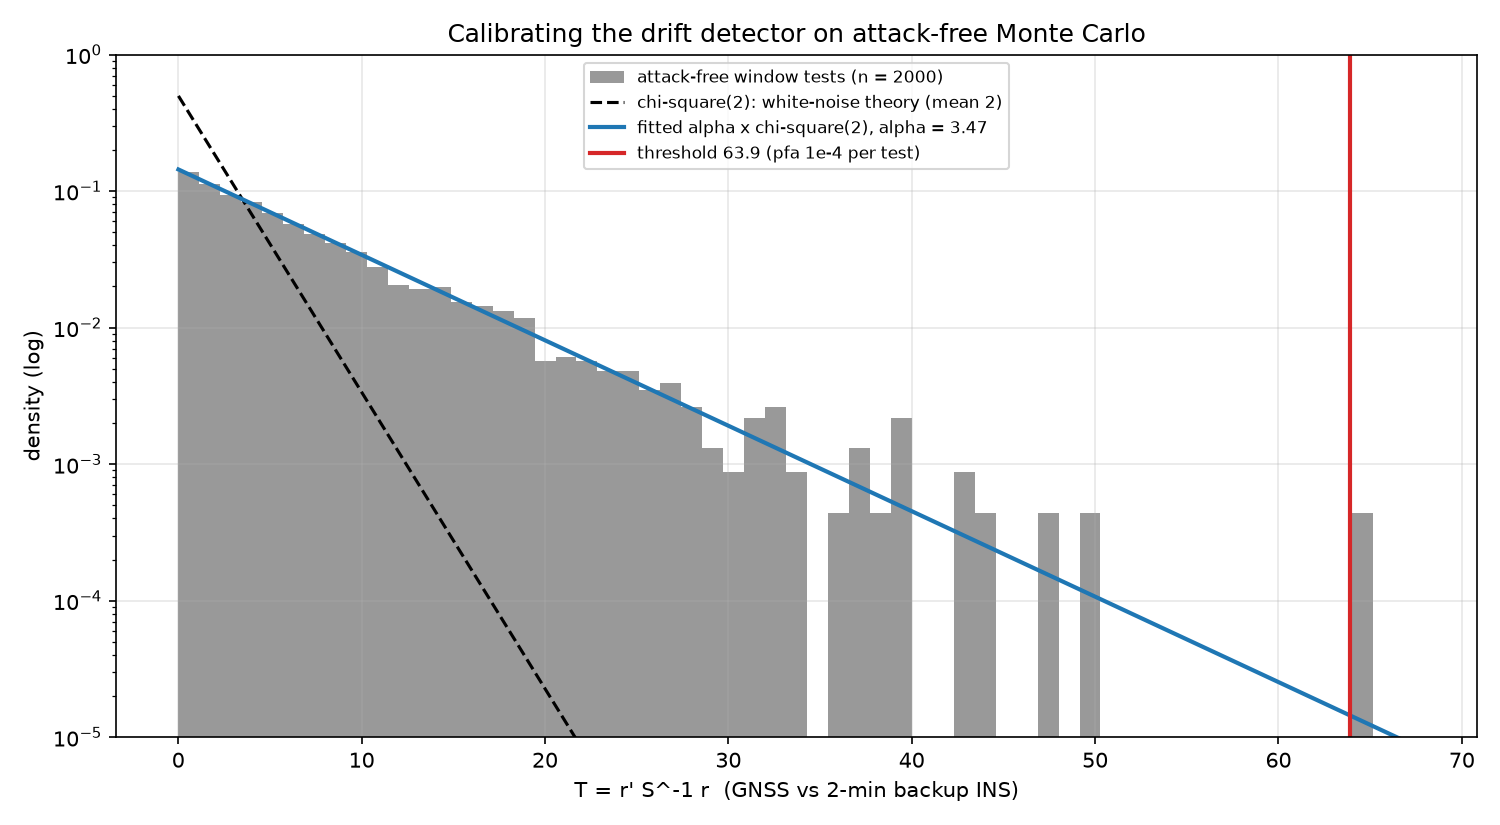 Calibrating the drift detector on attack-free Monte Carlo
attack-free window tests (n = 2000)
chi-square(2): white-noise theory (mean 2)
fitted alpha x chi-square(2), alpha = 3.47
threshold 63.9 (pfa 1e-4 per test)
density (log)
10⁰
10⁻¹
10⁻²
10⁻³
10⁻⁴
10⁻⁵
0 10 20 30 40 50 60 70
T = r' S^-1 r (GNSS vs 2-min backup INS)